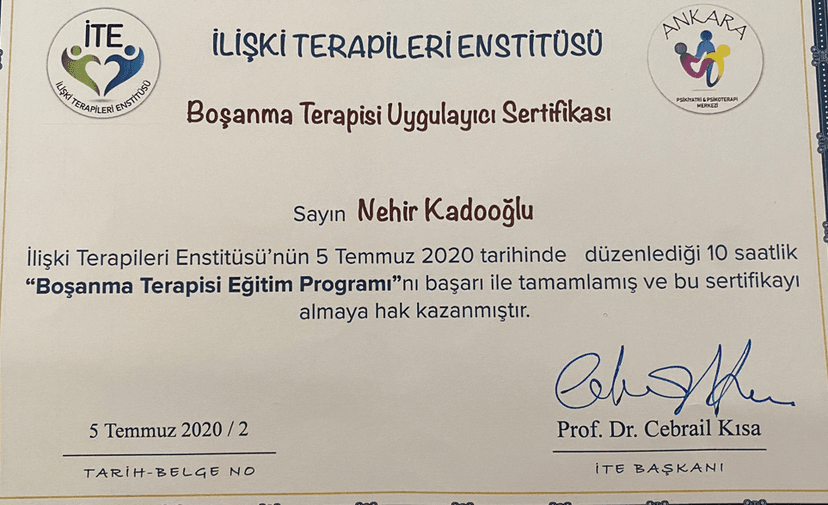 İTE
İLİŞKİ TERAPİLERİ ENSTİTÜSÜ
İLİŞKİ TERAPİLERİ ENSTİTÜSÜ
ANKARA
PSİKİYATRİ & PSİKOTERAPİ
MERKEZİ
Boşanma Terapisi Uygulayıcı Sertifikası
Sayın Nehir Kadooğlu
İlişki Terapileri Enstitüsü'nün 5 Temmuz 2020 tarihinde düzenlediği 10 saatlik
“Boşanma Terapisi Eğitim Programı”nı başarı ile tamamlamış ve bu sertifikayı
almaya hak kazanmıştır.
5 Temmuz 2020 / 2
TARİH-BELGE NO
Prof. Dr. Cebrail Kısa
İTE BAŞKANI